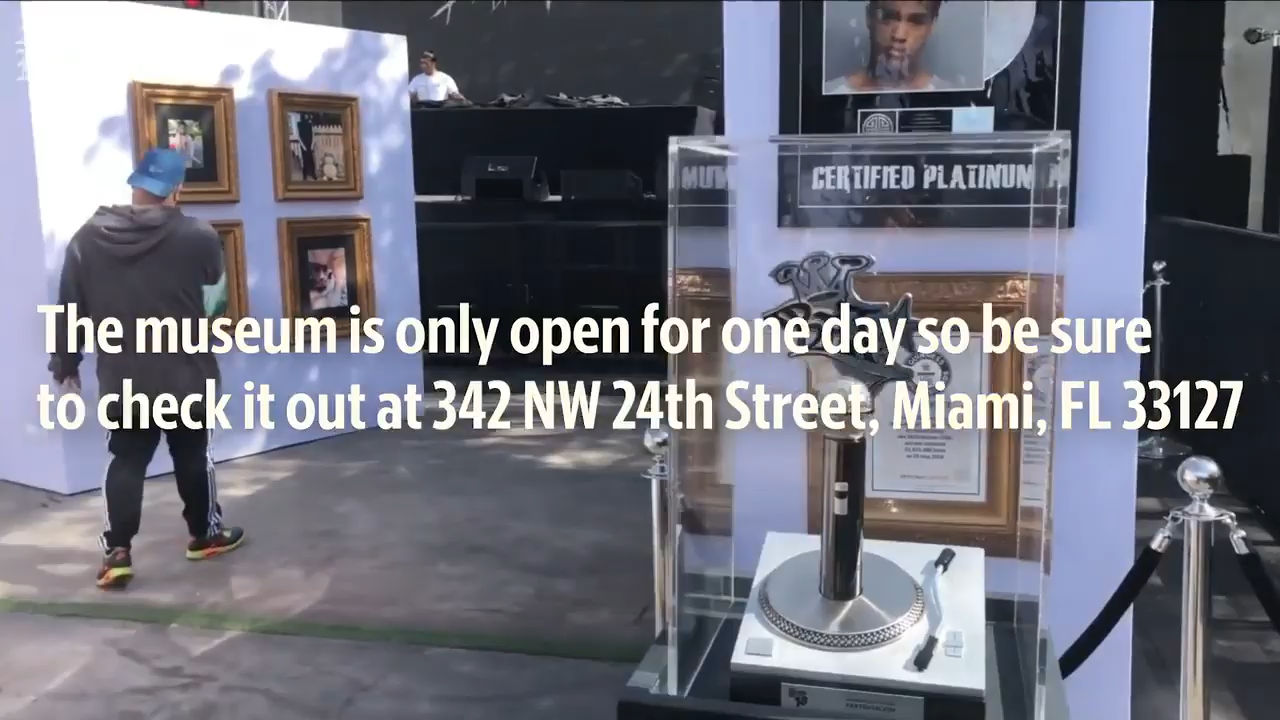 CERTIFIED PLATINUM
The museum is only open for one day so be sure
to check it out at 342 NW 24th Street, Miami, FL 33127